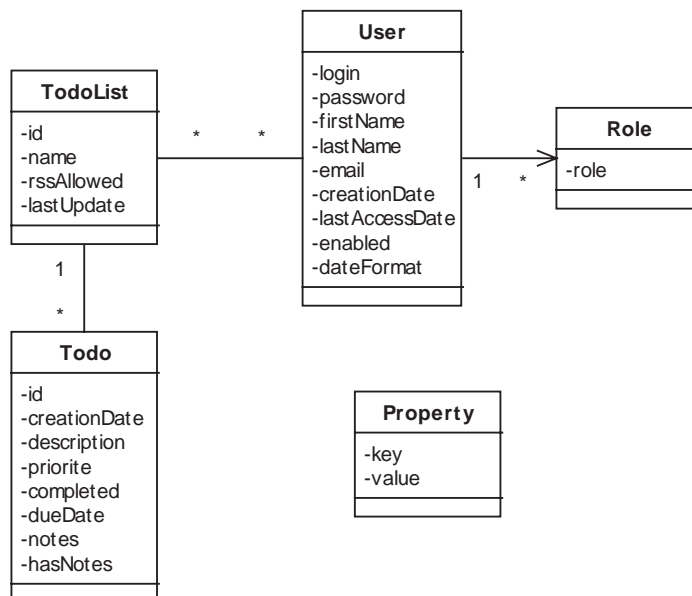 User
-login
-password
-firstName
-lastName
-email
-creationDate
-lastAccessDate
-enabled
-dateFormat
TodoList
-id
-name
-rssAllowed
-lastUpdate
* *
Role
-role
1 *
1
*
Todo
-id
-creationDate
-description
-priorite
-completed
-dueDate
-notes
-hasNotes
Property
-key
-value